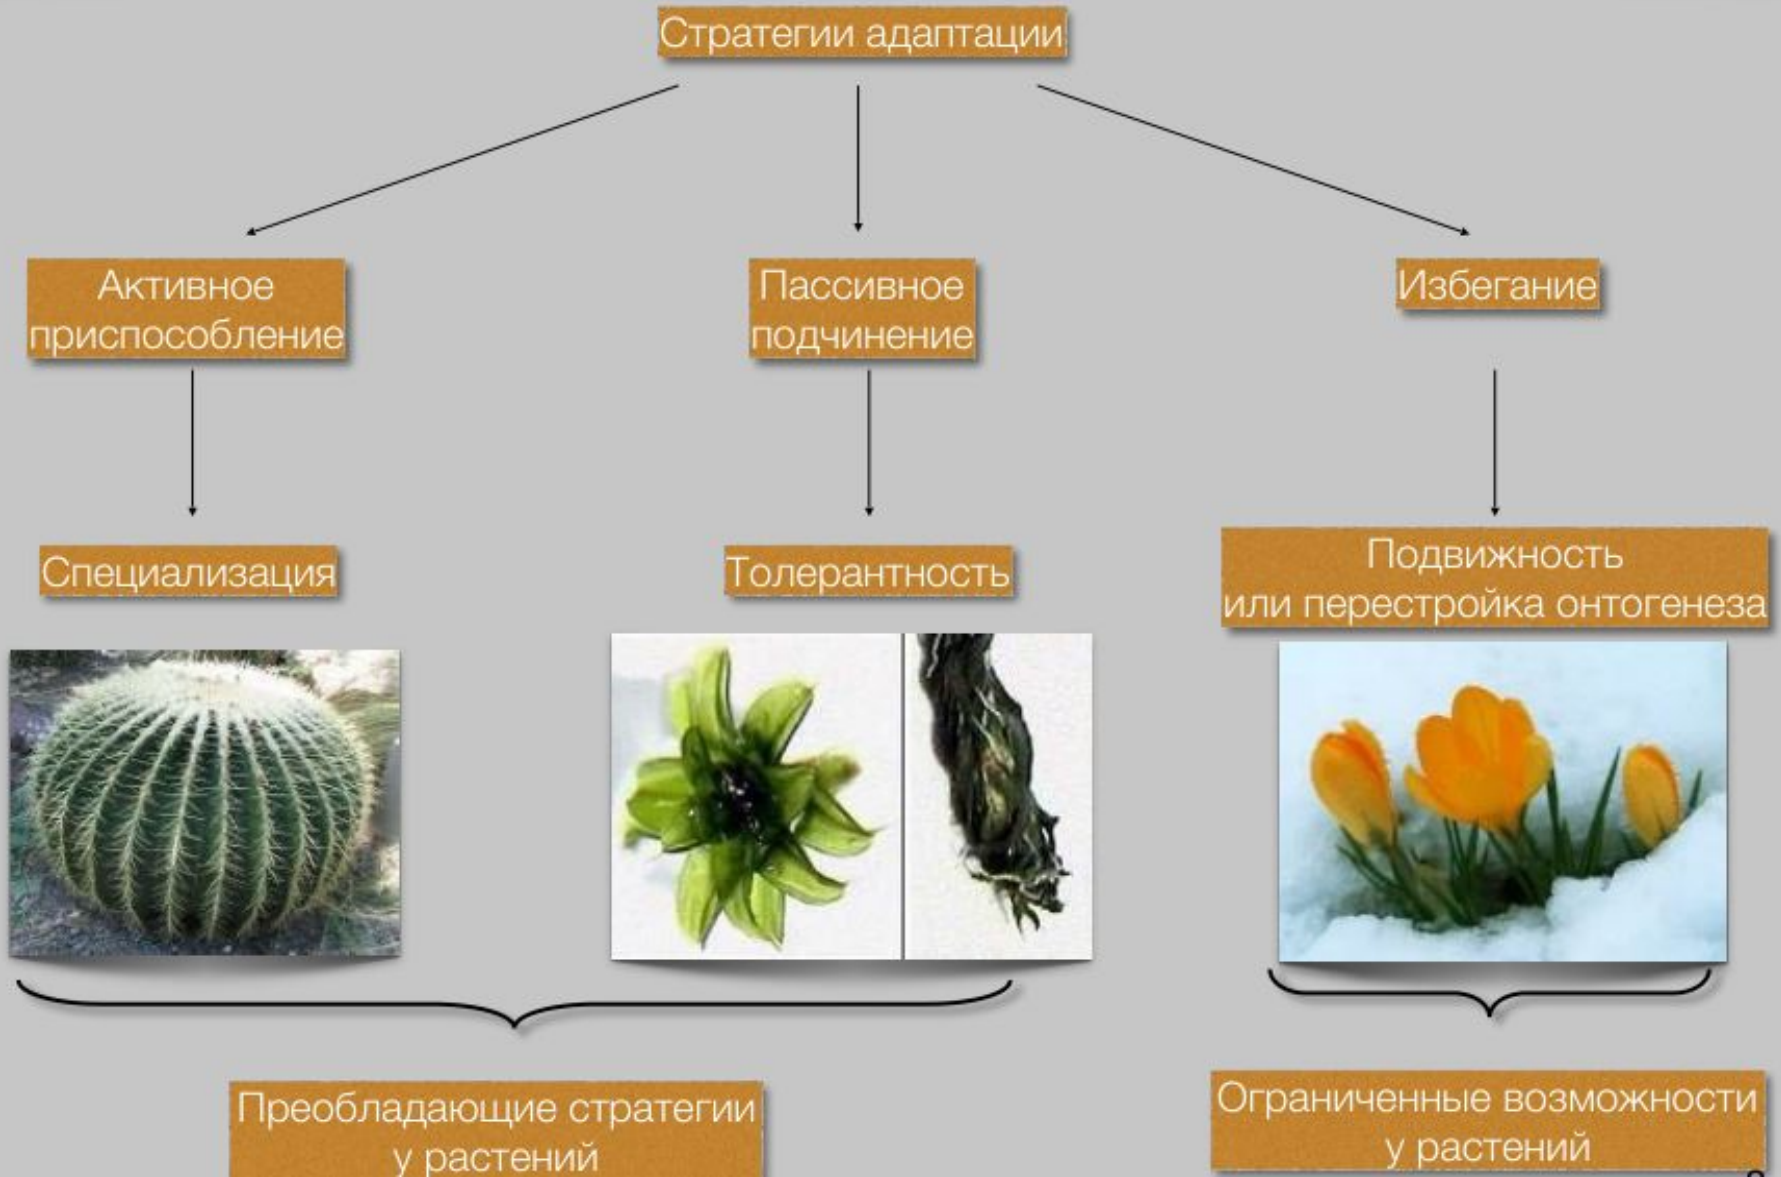 Стратегии адаптации
Активное
приспособление
Пассивное
подчинение
Избегание
Специализация
Толерантность
Подвижность
или перестройка онтогенеза
Преобладающие стратегии
у растений
Ограниченные возможности
у растений